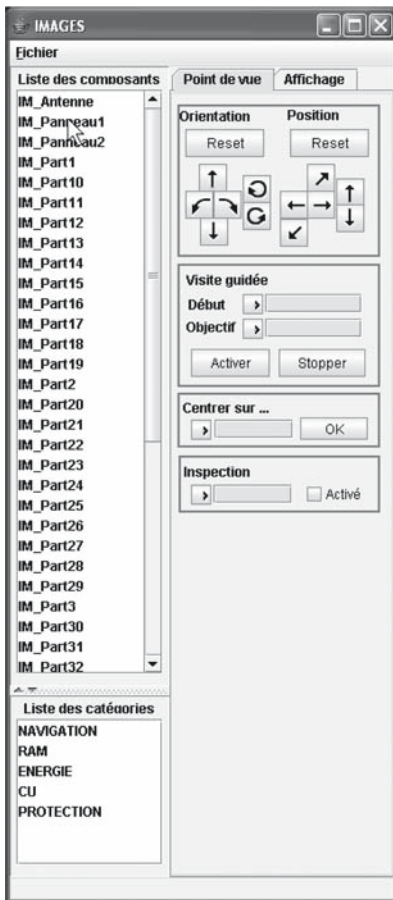 IMAGES
Fichier
Liste des composants
IM_Antenne
IM_Panneau1
IM_Panneau2
IM_Part1
IM_Part10
IM_Part11
IM_Part12
IM_Part13
IM_Part14
IM_Part15
IM_Part16
IM_Part17
IM_Part18
IM_Part19
IM_Part2
IM_Part20
IM_Part21
IM_Part22
IM_Part23
IM_Part24
IM_Part25
IM_Part26
IM_Part27
IM_Part28
IM_Part29
IM_Part3
IM_Part30
IM_Part31
IM_Part32
Liste des catégories
NAVIGATION
RAM
ENERGIE
CU
PROTECTION
Point de vue Affichage
Orientation Position
Reset Reset
Visite guidée
Début
Objectif
Activer Stopper
Centrer sur ...
OK
Inspection
Activé